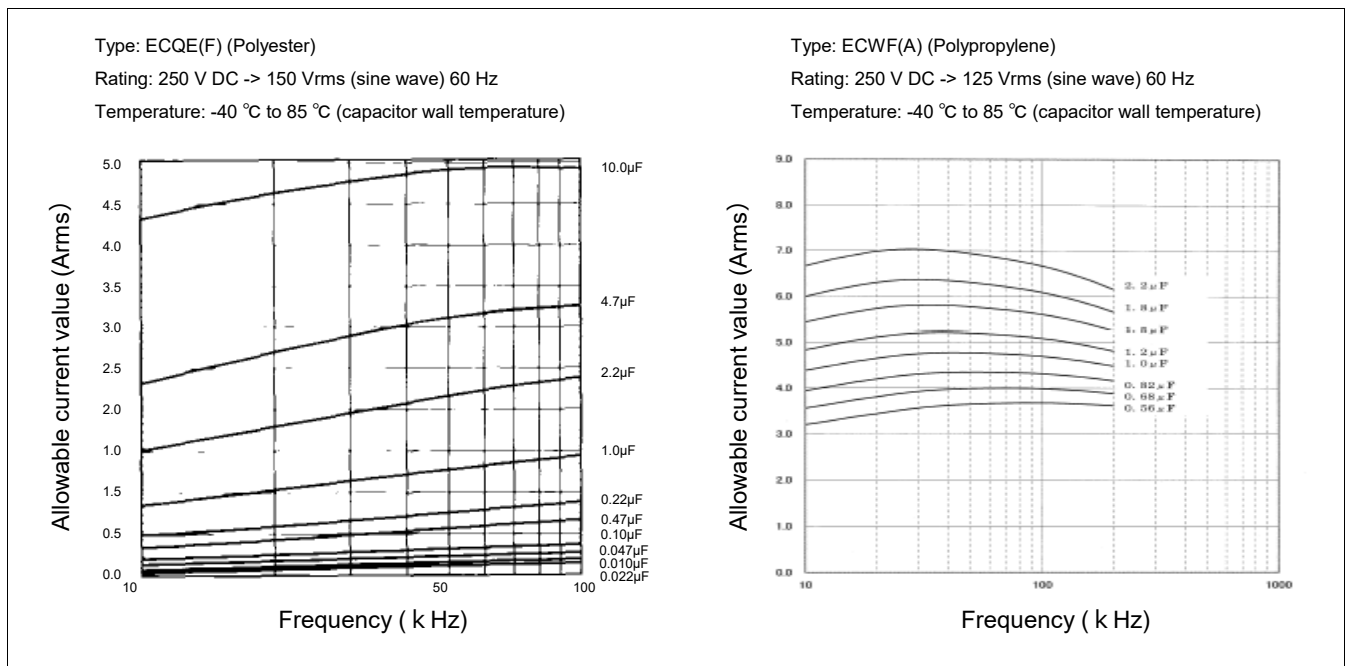 Type: ECQE(F) (Polyester)
Rating: 250 V DC -> 150 Vrms (sine wave) 60 Hz
Temperature: -40 ℃ to 85 ℃ (capacitor wall temperature)
Allowable current value (Arms)
5.0
4.5
4.0
3.5
3.0
2.5
2.0
1.0
1.5
0.5
0.0
10.0µF
4.7µF
2.2µF
1.0µF
0.22µF
0.47µF
0.10µF
0.047µF
0.010µF
0.022µF
10
50
100
Frequency ( k Hz)
Type: ECWF(A) (Polypropylene)
Rating: 250 V DC -> 125 Vrms (sine wave) 60 Hz
Temperature: -40 ℃ to 85 ℃ (capacitor wall temperature)
Allowable current value (Arms)
9.0
8.0
7.0
6.0
5.0
4.0
3.0
2.0
1.0
0.0
2.2µF
1.8µF
1.5µF
1.2µF
1.0µF
0.82µF
0.68µF
0.56µF
10
100
1000
Frequency ( k Hz)